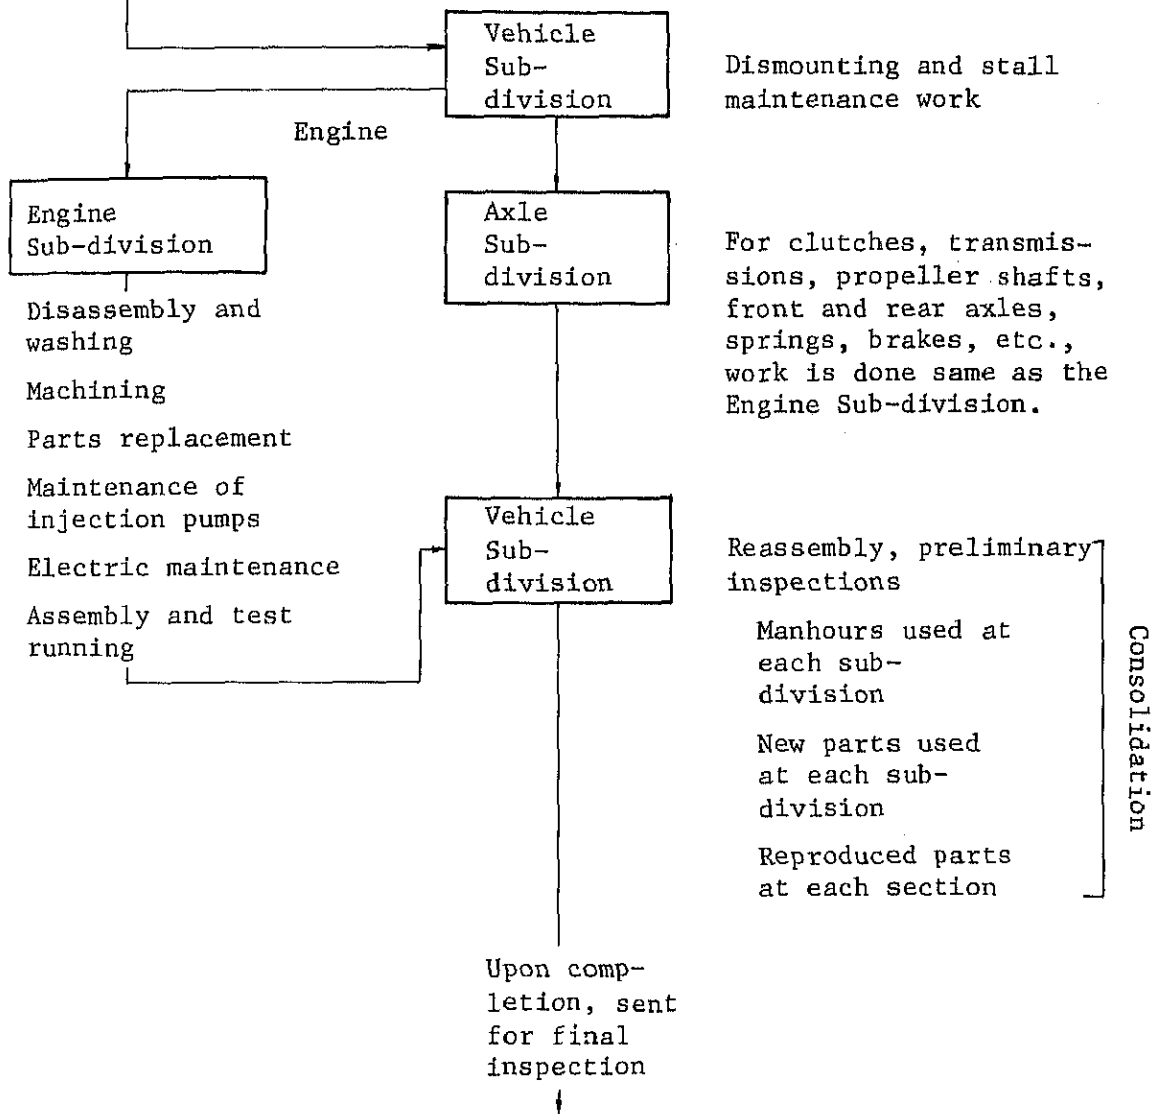 Vehicle
Sub-
division
Dismounting and stall
maintenance work
Engine
Engine
Sub-division
Axle
Sub-
division
For clutches, transmis-
sions, propeller shafts,
front and rear axles,
springs, brakes, etc.,
work is done same as the
Engine Sub-division.
Disassembly and
washing
Machining
Parts replacement
Maintenance of
injection pumps
Electric maintenance
Assembly and test
running
Vehicle
Sub-
division
Reassembly, preliminary
inspections
Manhours used at
each sub-
division
New parts used
at each sub-
division
Reproduced parts
at each section
Consolidation
Upon comp-
letion, sent
for final
inspection